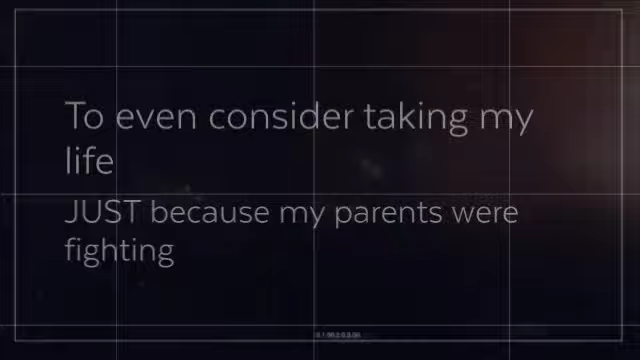 To even consider taking my
life
JUST because my parents were
fighting